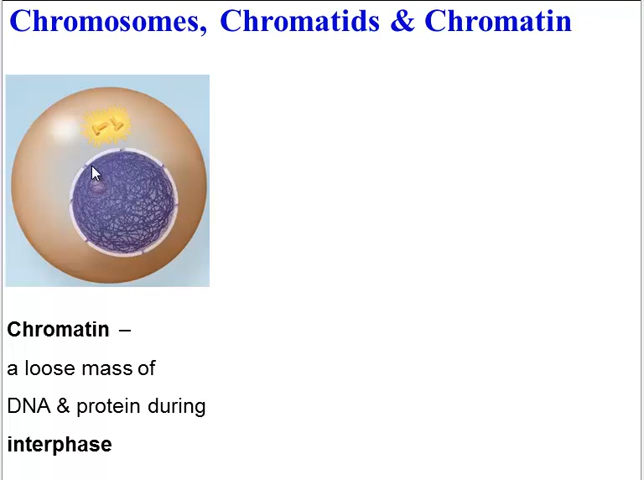 Chromosomes, Chromatids & Chromatin
Chromatin –
a loose mass of
DNA & protein during
interphase